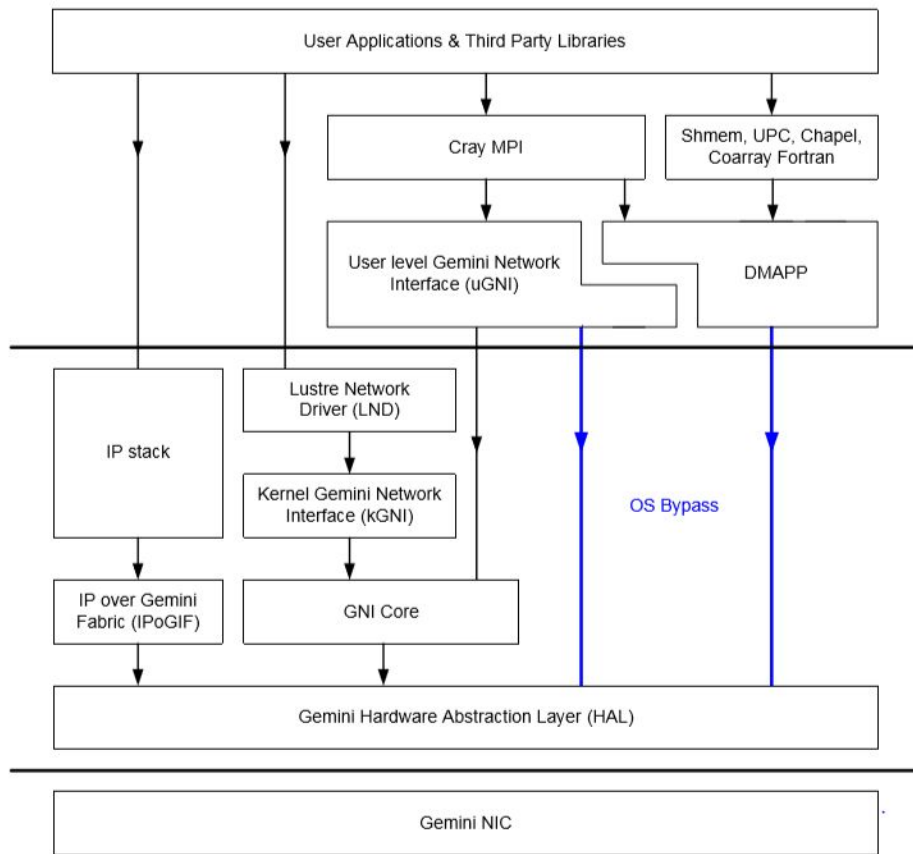 User Applications & Third Party Libraries
Cray MPI
Shmem, UPC, Chapel,
Coarray Fortran
User level Gemini Network
Interface (uGNI)
DMAPP
IP stack
Lustre Network
Driver (LND)
Kernel Gemini Network
Interface (kGNI)
OS Bypass
IP over Gemini
Fabric (IPoGIF)
GNI Core
Gemini Hardware Abstraction Layer (HAL)
Gemini NIC